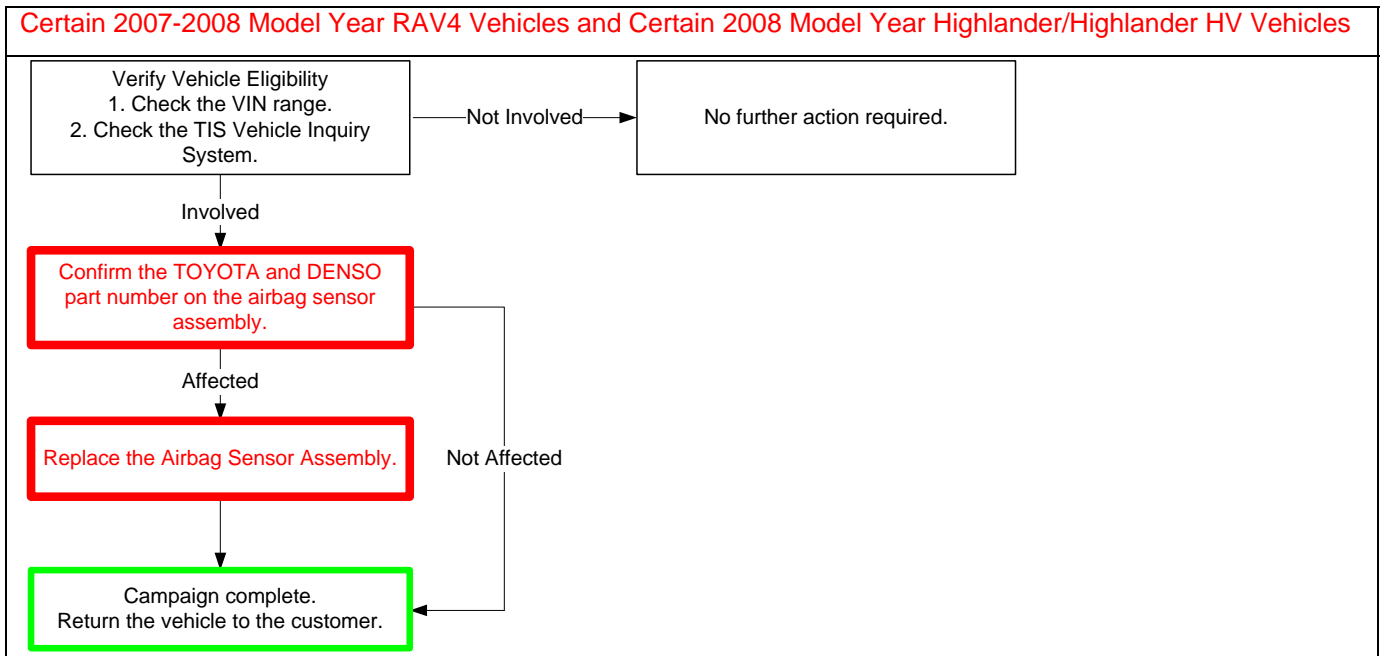 Certain 2007-2008 Model Year RAV4 Vehicles and Certain 2008 Model Year Highlander/Highlander HV Vehicles
Verify Vehicle Eligibility
1. Check the VIN range.
2. Check the TIS Vehicle Inquiry
System.
Not Involved
No further action required.
Involved
Confirm the TOYOTA and DENSO
part number on the airbag sensor
assembly.
Affected
Replace the Airbag Sensor Assembly.
Not Affected
Campaign complete.
Return the vehicle to the customer.